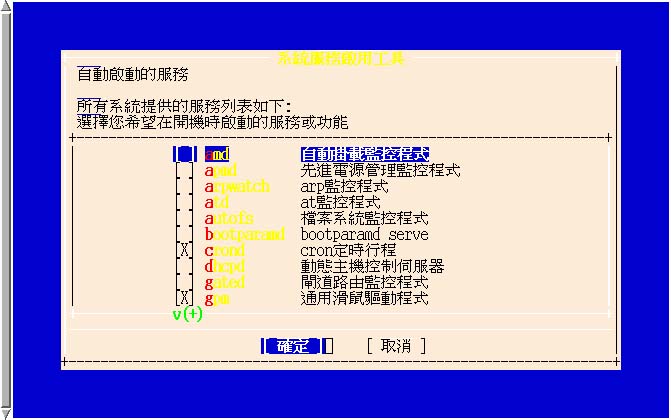 系統服務啟用工具
自動啟動的服務
所有系統提供的服務列表如下:
選擇您希望在開機時啟動的服務或功能
[ ] amd 自動掛載監控程式
[ ] apmd 先進電源管理監控程式
[ ] arpwatch arp監控程式
[ ] atd at監控程式
[ ] autofs 檔案系統監控程式
[ ] bootparamd bootparamd serve
[X] crond cron定時行程
[ ] dhcpd 動態主機控制伺服器
[ ] gated 閘道路由監控程式
[X] gpm 通用滑鼠驅動程式
v(+)
[ 確定 ] [ 取消 ]